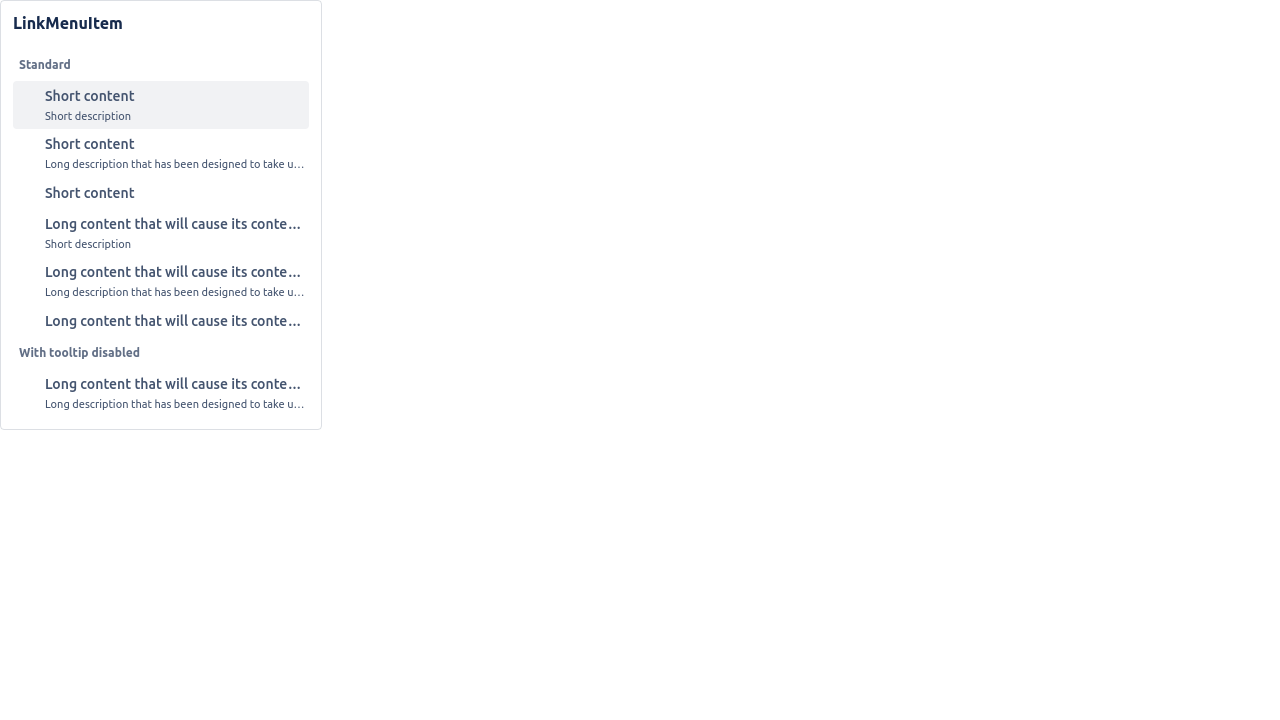 LinkMenuItem
Standard
Short content
Short description
Short content
Long description that has been designed to take u…
Short content
Long content that will cause its conte…
Short description
Long content that will cause its conte…
Long description that has been designed to take u…
Long content that will cause its conte…
With tooltip disabled
Long content that will cause its conte…
Long description that has been designed to take u…